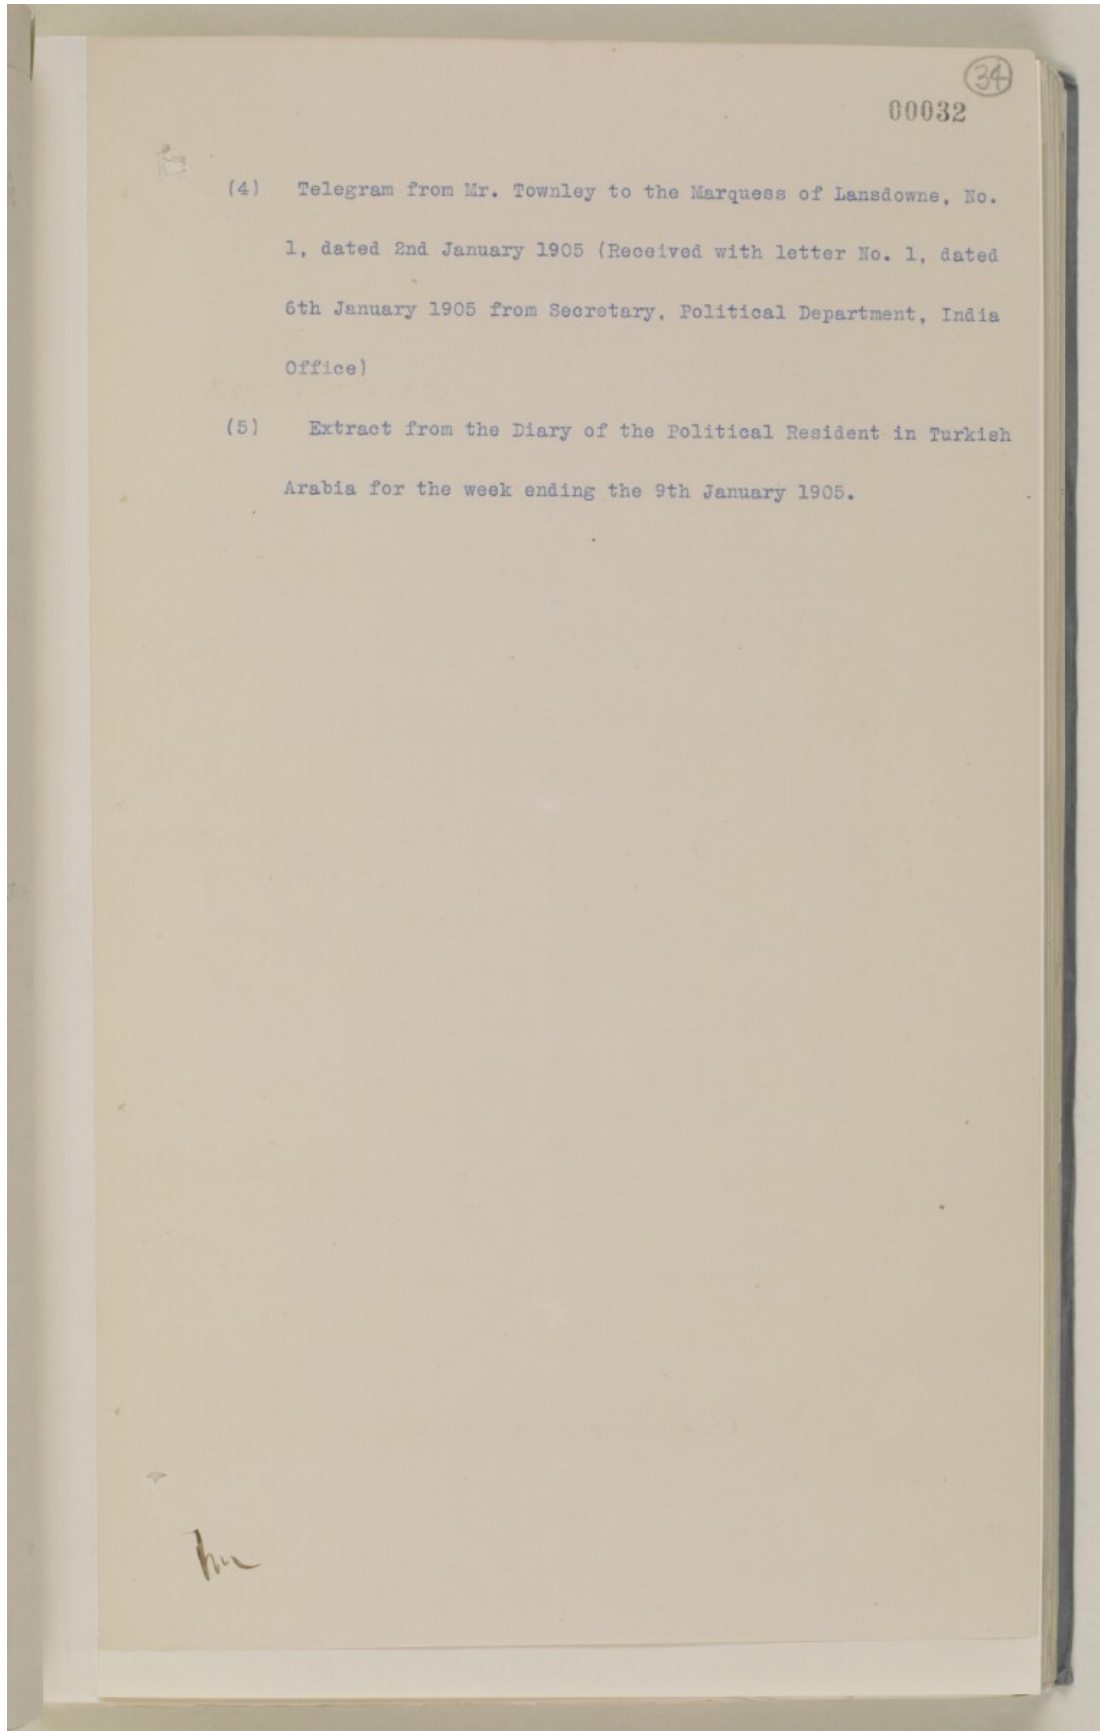 34
00032
(4) Telegram from Mr. Townley to the Marquess of Lansdowne, No.
1, dated 2nd January 1905 (Received with letter No. 1, dated
6th January 1905 from Secretary, Political Department, India
Office)
(5) Extract from the Diary of the Political Resident in Turkish
Arabia for the week ending the 9th January 1905.